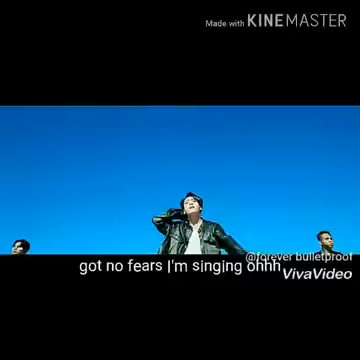 Made with KINEMASTER
@forever bulletproof
got no fears I'm singing ohhh
VivaVideo